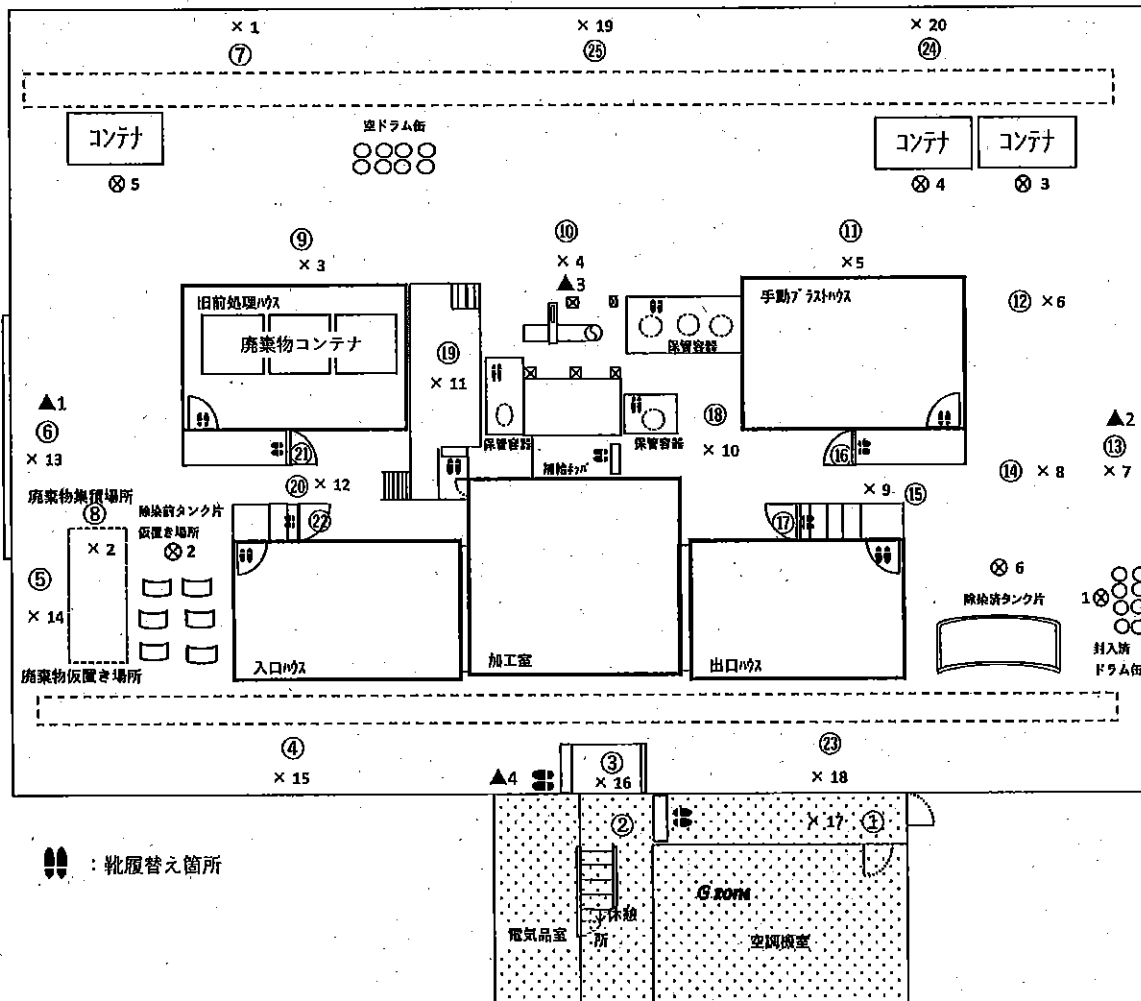 × 1
× 19
× 20
⑦
㉕
㉔
コンテナ
空ドラム缶
コンテナ
コンテナ
⊗ 5
⊗ 4
⊗ 3
⑨
⑩
⑪
× 3
× 4
× 5
▲3
⑫ × 6
旧前処理ハウス
手動ブラストハウス
廃棄物コンテナ
保管容器
⑲
× 11
▲1
⑥
⑱
▲2
⑬
保管容器
保管容器
× 13
㉑
× 10
⑯
⑭ × 8
× 7
⑳ × 12
× 9
⑮
廃棄物集積場所
⑧
除染前タンク片
仮置き場所
㉒
⑰
× 2
⊗ 2
⑤
⊗ 6
× 14
除染済タンク片
1 ⊗
封入済
ドラム缶
入口ハウス
加工室
出口ハウス
廃棄物仮置き場所
④
③
㉓
× 15
▲4
× 16
× 18
②
× 17
①
: 靴履替え箇所
G zone
休憩
所
電気品室
空調機室